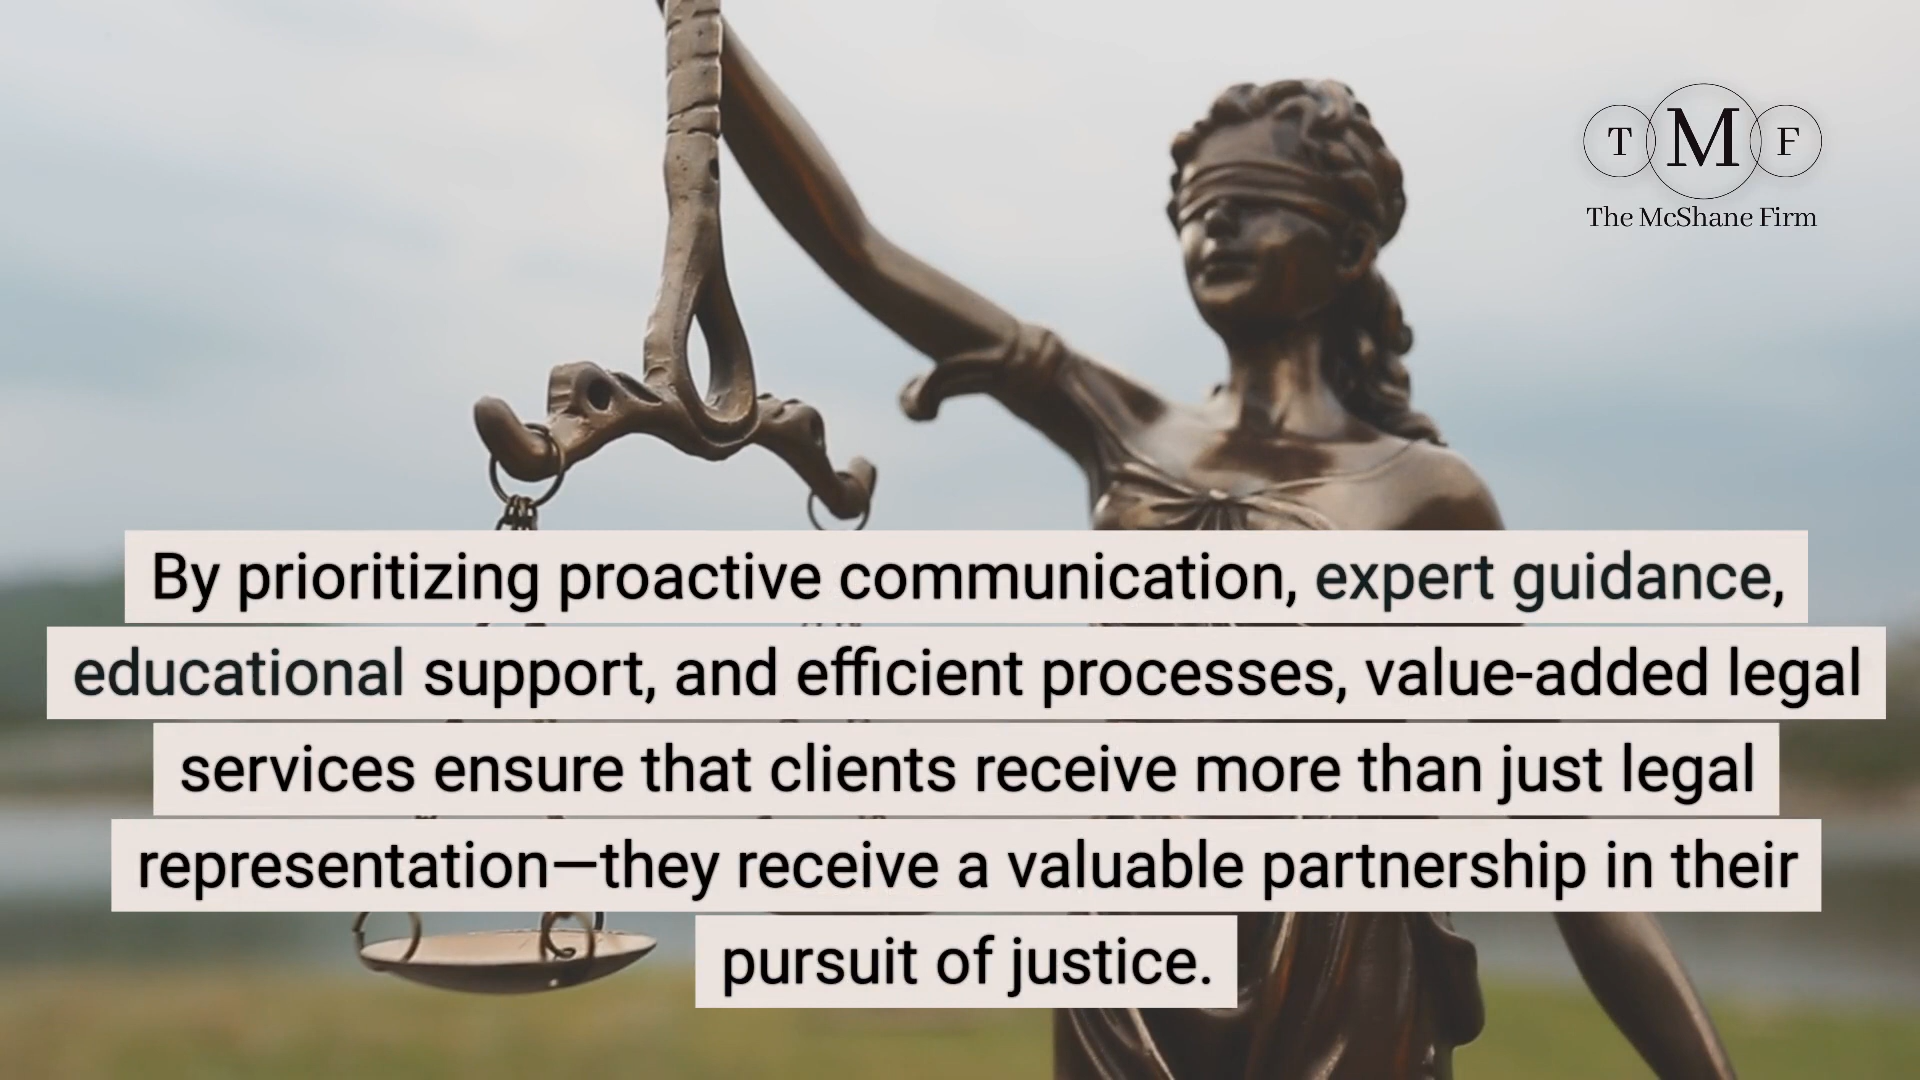 T M F
The McShane Firm
By prioritizing proactive communication, expert guidance,
educational support, and efficient processes, value-added legal
services ensure that clients receive more than just legal
representation—they receive a valuable partnership in their
pursuit of justice.